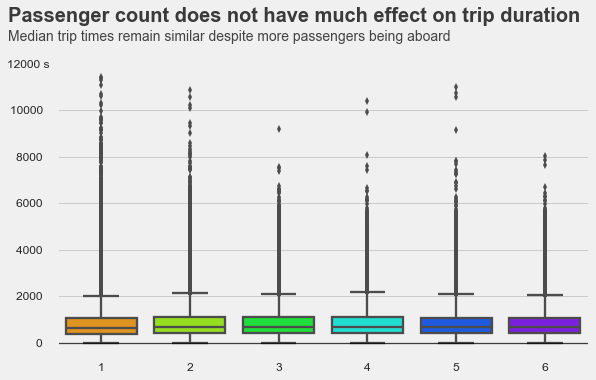 Passenger count does not have much effect on trip duration
Median trip times remain similar despite more passengers being aboard
12000 s
10000
8000
6000
4000
2000
0
1 2 3 4 5 6